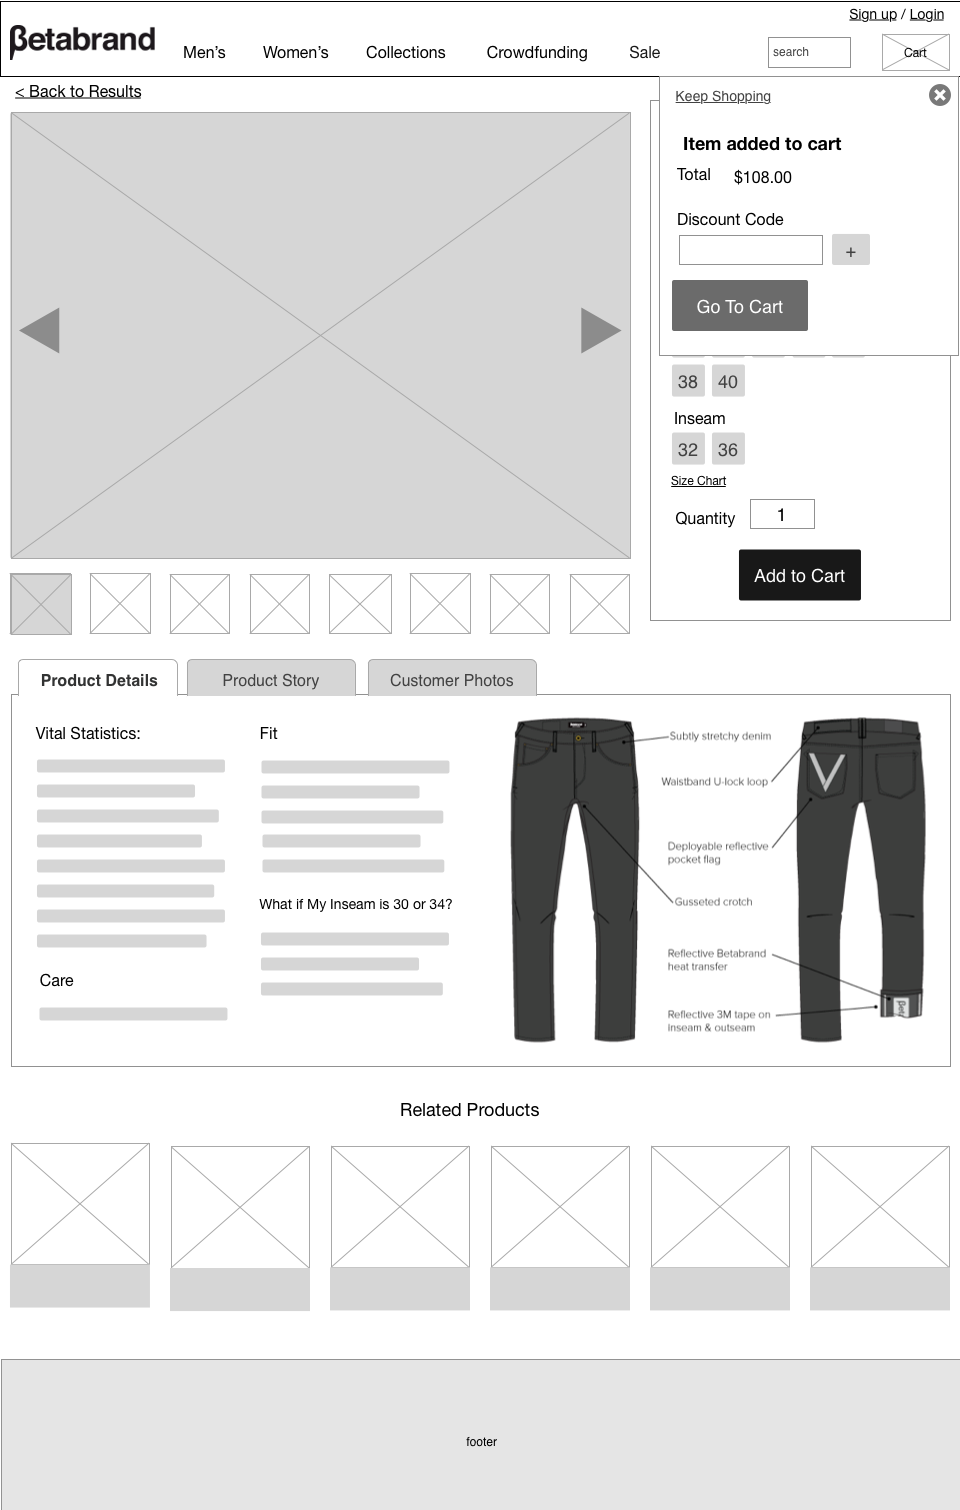 Sign up / Login
Betabrand
Men's
Women's
Collections
Crowdfunding
Sale
search
Cart
< Back to Results
Keep Shopping
Item added to cart
Total
$108.00
Discount Code
+
Go To Cart
38
40
Inseam
32
36
Size Chart
Quantity
1
Add to Cart
Product Details
Product Story
Customer Photos
Vital Statistics:
Care
Fit
What if My Inseam is 30 or 34?
Subtly stretchy denim
Waistband U-lock loop
Deployable reflective
pocket flag
Gusseted crotch
Reflective Betabrand
heat transfer
Reflective 3M tape on
inseam & outseam
Related Products
footer